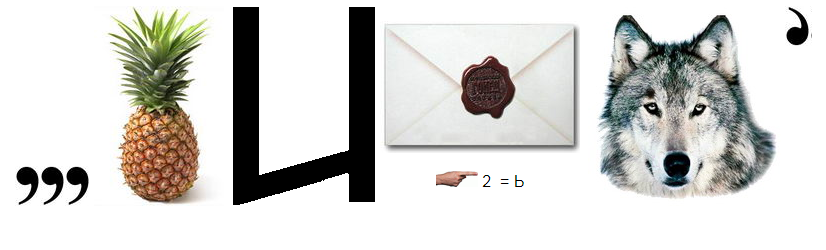 ,,, Ч ,
2 = Ь